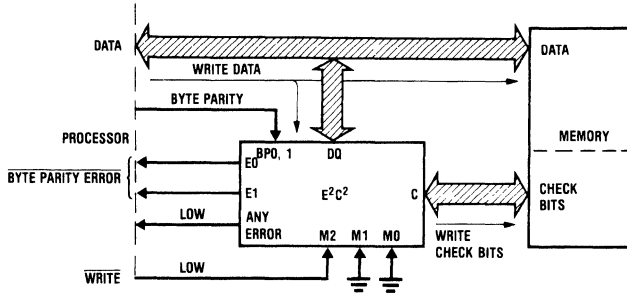 DATA
DATA
WRITE DATA
BYTE PARITY
PROCESSOR
BP0, 1
DQ
MEMORY
E0
BYTE PARITY ERROR
E1
E²C²
C
CHECK
BITS
LOW
ANY
ERROR
M2
M1
M0
WRITE
CHECK BITS
WRITE
LOW